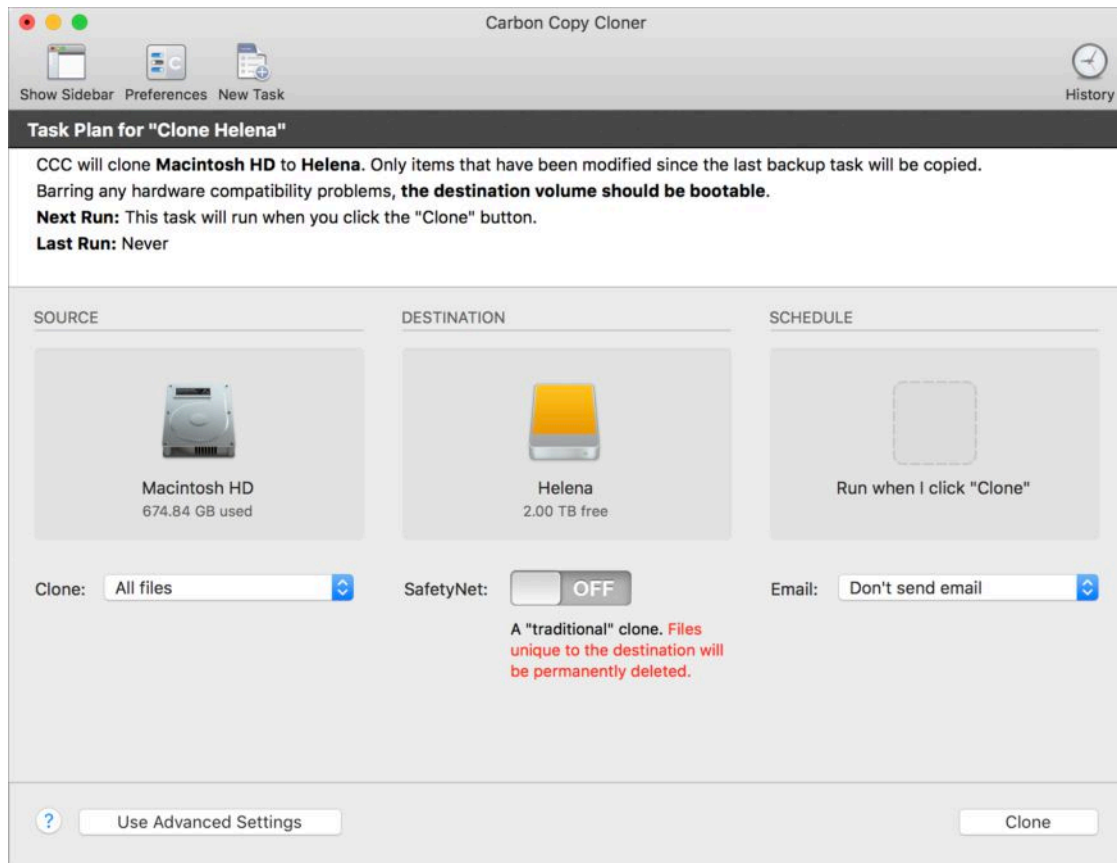 Carbon Copy Cloner
Show Sidebar Preferences New Task
History
Task Plan for "Clone Helena"
CCC will clone Macintosh HD to Helena. Only items that have been modified since the last backup task will be copied.
Barring any hardware compatibility problems, the destination volume should be bootable.
Next Run: This task will run when you click the "Clone" button.
Last Run: Never
SOURCE
DESTINATION
SCHEDULE
Macintosh HD
674.84 GB used
Helena
2.00 TB free
Run when I click "Clone"
Clone: All files
SafetyNet: OFF
A "traditional" clone. Files
unique to the destination will
be permanently deleted.
Email: Don't send email
? Use Advanced Settings
Clone